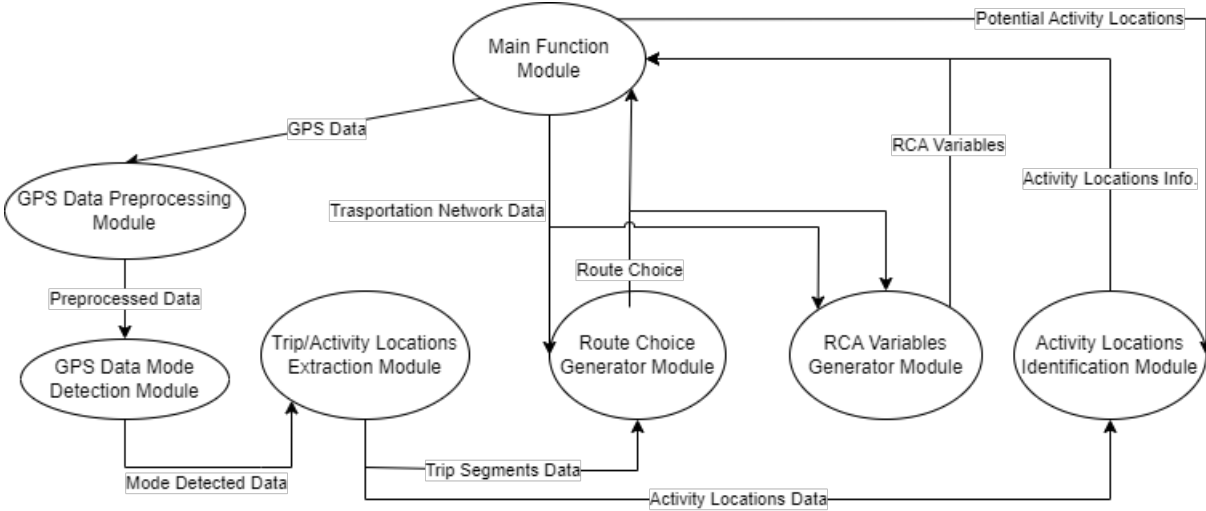 Potential Activity Locations
Main Function
Module
GPS Data
RCA Variables
Activity Locations Info.
GPS Data Preprocessing
Module
Trasportation Network Data
Route Choice
Preprocessed Data
Trip/Activity Locations
Extraction Module
Route Choice
Generator Module
RCA Variables
Generator Module
Activity Locations
Identification Module
GPS Data Mode
Detection Module
Mode Detected Data
Trip Segments Data
Activity Locations Data